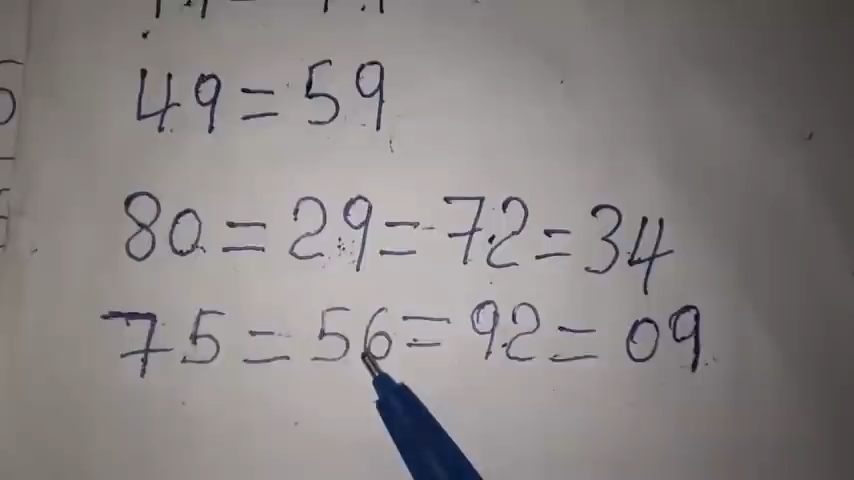 49 = 59
80 = 29 = 72 = 34
75 = 56 = 92 = 09